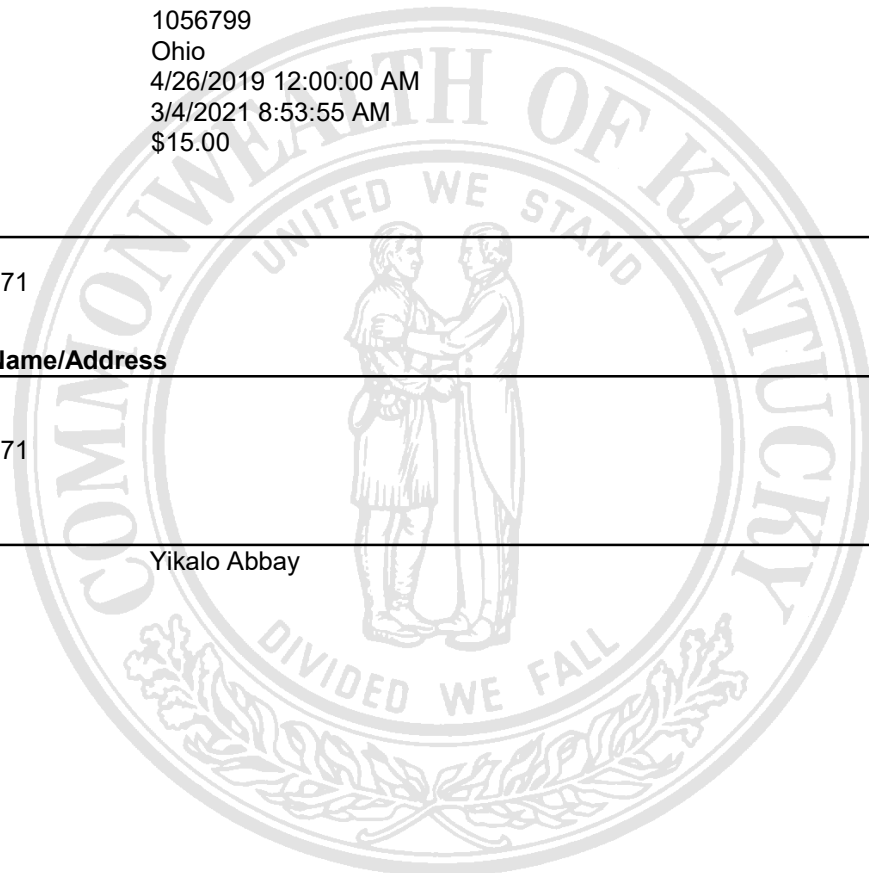 1056799
Ohio
4/26/2019 12:00:00 AM
3/4/2021 8:53:55 AM
$15.00
COMMONWEALTH OF KENTUCKY
UNITED WE STAND
71
Name/Address
71
Yikalo Abbay
DIVIDED WE FALL